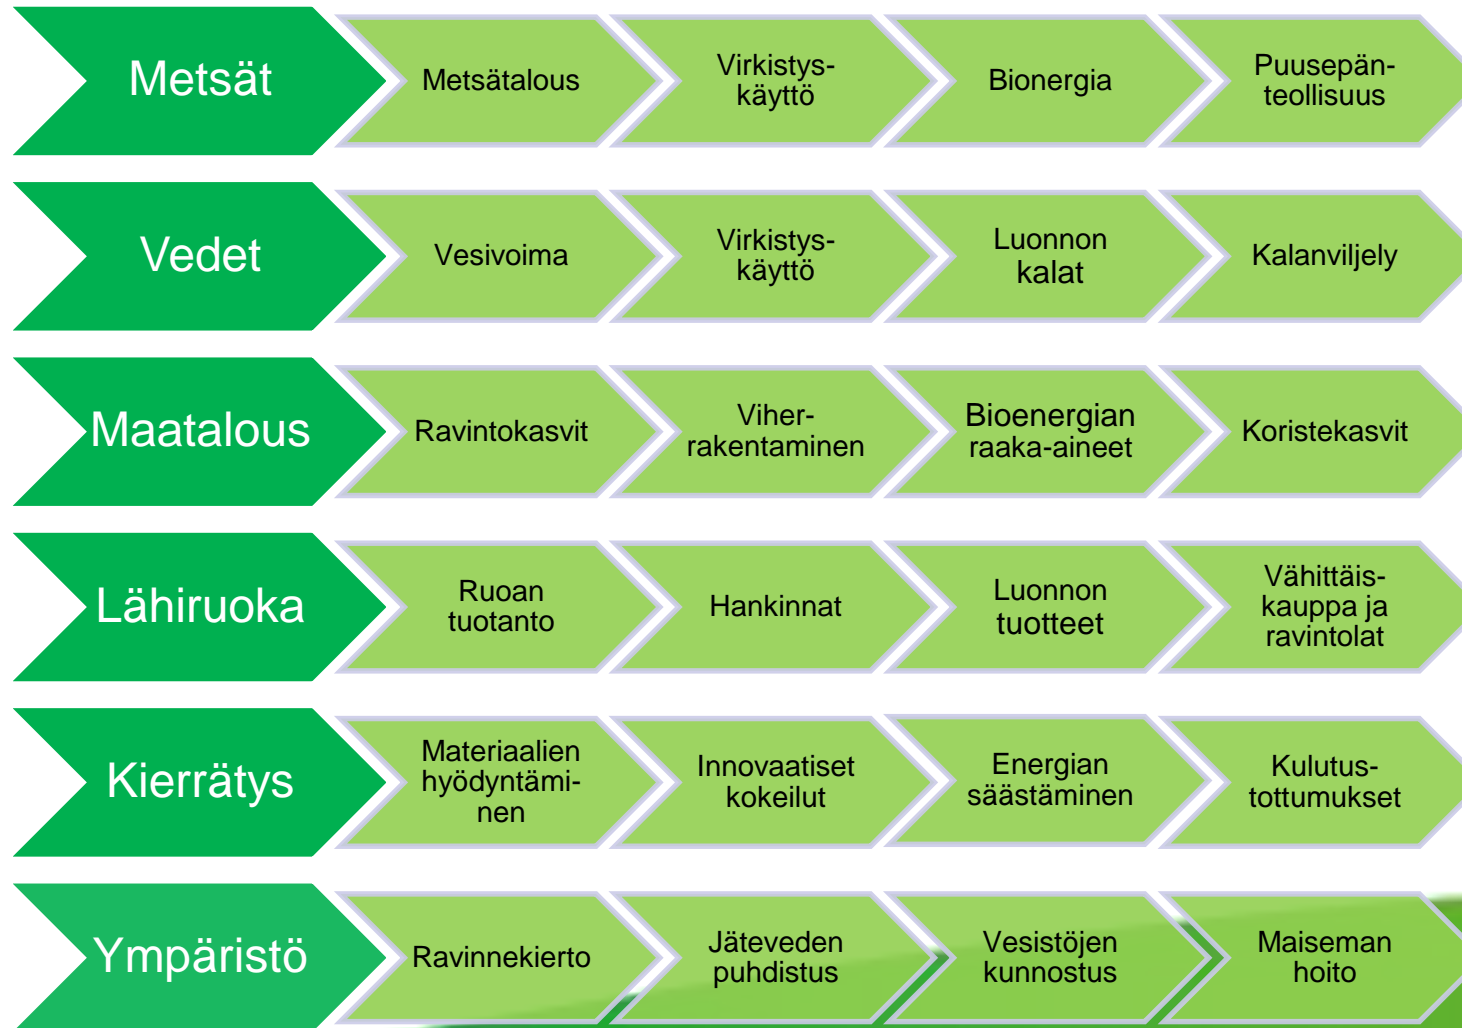 Metsät
Metsätalous
Virkistys-
käyttö
Bionergia
Puusepän-
teollisuus
Vedet
Vesivoima
Virkistys-
käyttö
Luonnon
kalat
Kalanviljely
Maatalous
Ravintokasvit
Viher-
rakentaminen
Bioenergian
raaka-aineet
Koristekasvit
Lähiruoka
Ruoan
tuotanto
Hankinnat
Luonnon
tuotteet
Vähittäis-
kauppa ja
ravintolat
Kierrätys
Materiaalien
hyödyntämi-
nen
Innovaatiset
kokeilut
Energian
säästäminen
Kulutus-
tottumukset
Ympäristö
Ravinnekierto
Jäteveden
puhdistus
Vesistöjen
kunnostus
Maiseman
hoito